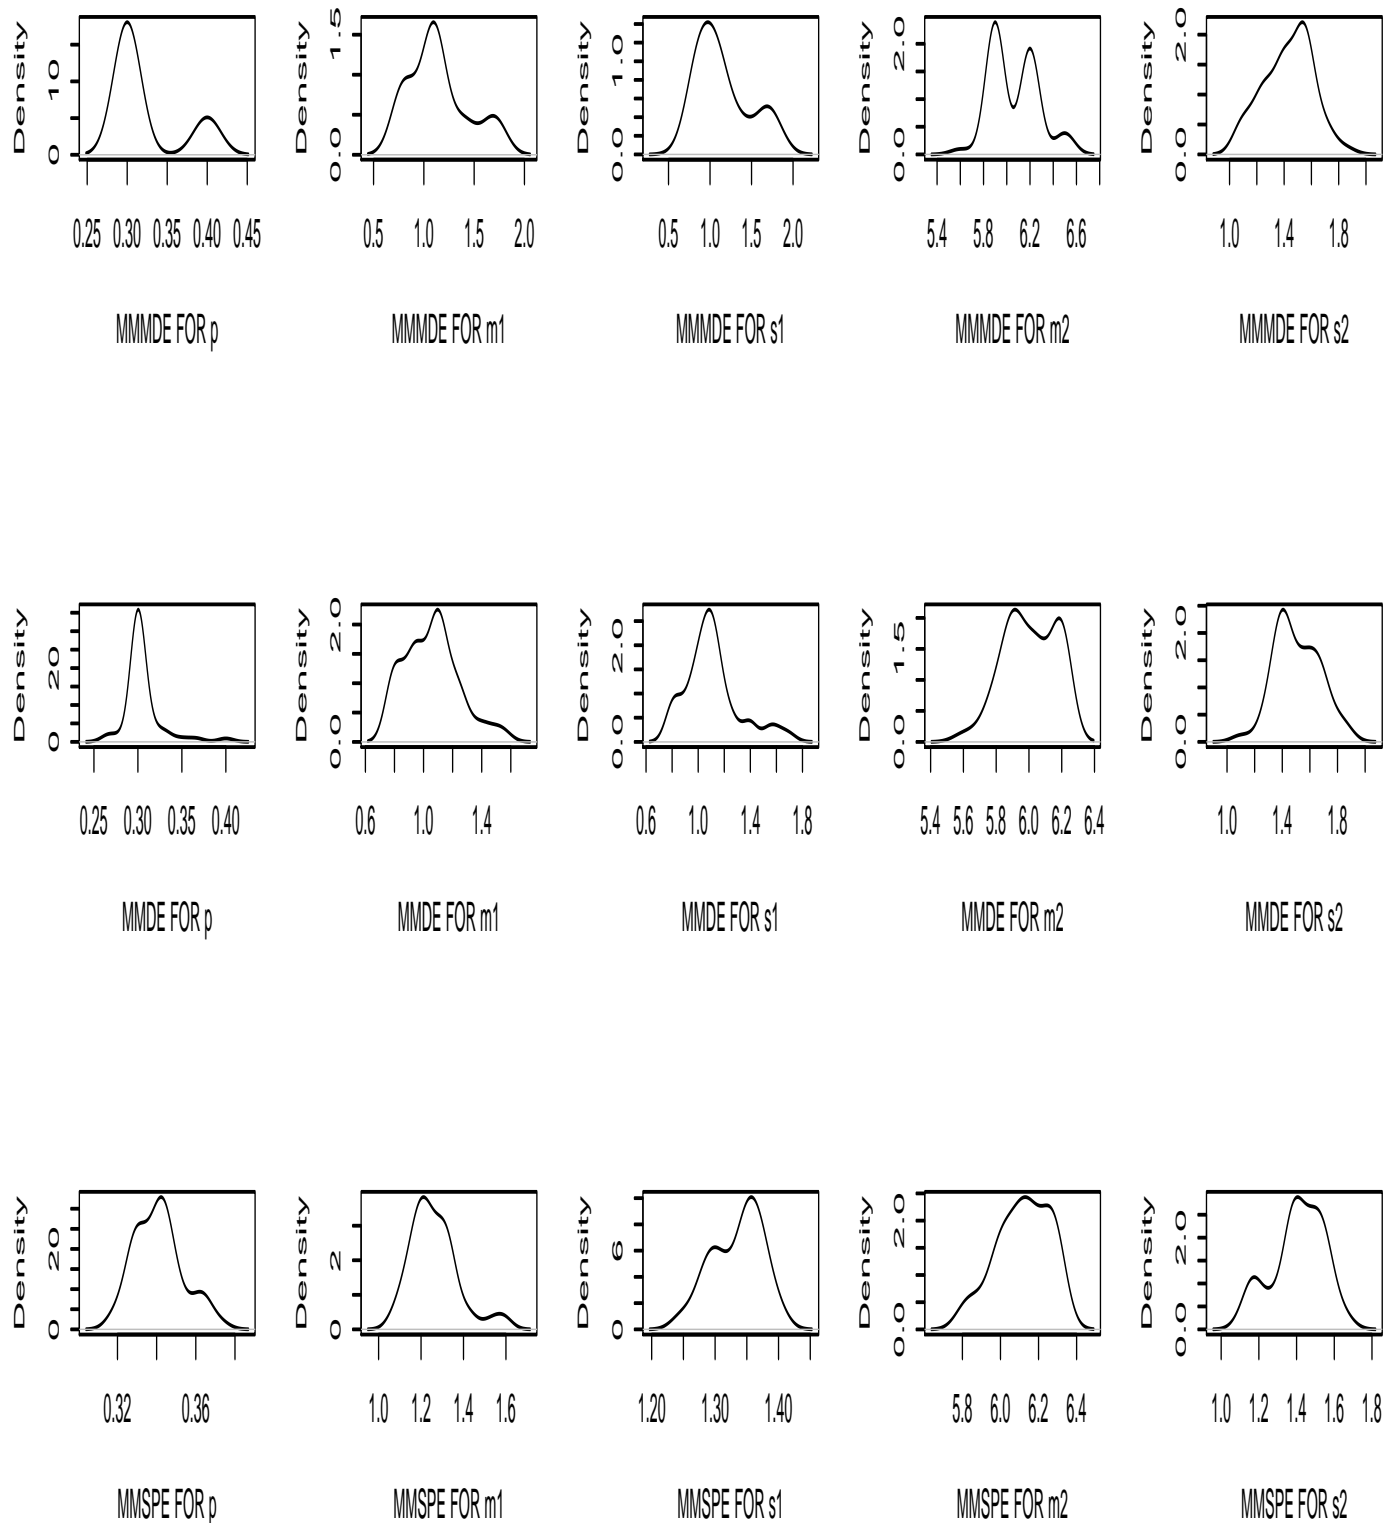 Density
0 10
0.25 0.30 0.35 0.40 0.45
MMMDE FOR p
Density
0.0 1.5
0.5 1.0 1.5 2.0
MMMDE FOR m1
Density
0.0 1.0
0.5 1.0 1.5 2.0
MMMDE FOR s1
Density
0.0 2.0
5.4 5.8 6.2 6.6
MMMDE FOR m2
Density
0.0 2.0
1.0 1.4 1.8
MMMDE FOR s2
Density
0 20
0.25 0.30 0.35 0.40
MMDE FOR p
Density
0.0 2.0
0.6 1.0 1.4
MMDE FOR m1
Density
0.0 2.0
0.6 1.0 1.4 1.8
MMDE FOR s1
Density
0.0 1.5
5.4 5.6 5.8 6.0 6.2 6.4
MMDE FOR m2
Density
0.0 2.0
1.0 1.4 1.8
MMDE FOR s2
Density
0 20
0.32 0.36
MMSPE FOR p
Density
0 2
1.0 1.2 1.4 1.6
MMSPE FOR m1
Density
0 6
1.20 1.30 1.40
MMSPE FOR s1
Density
0.0 2.0
5.8 6.0 6.2 6.4
MMSPE FOR m2
Density
0.0 2.0
1.0 1.2 1.4 1.6 1.8
MMSPE FOR s2